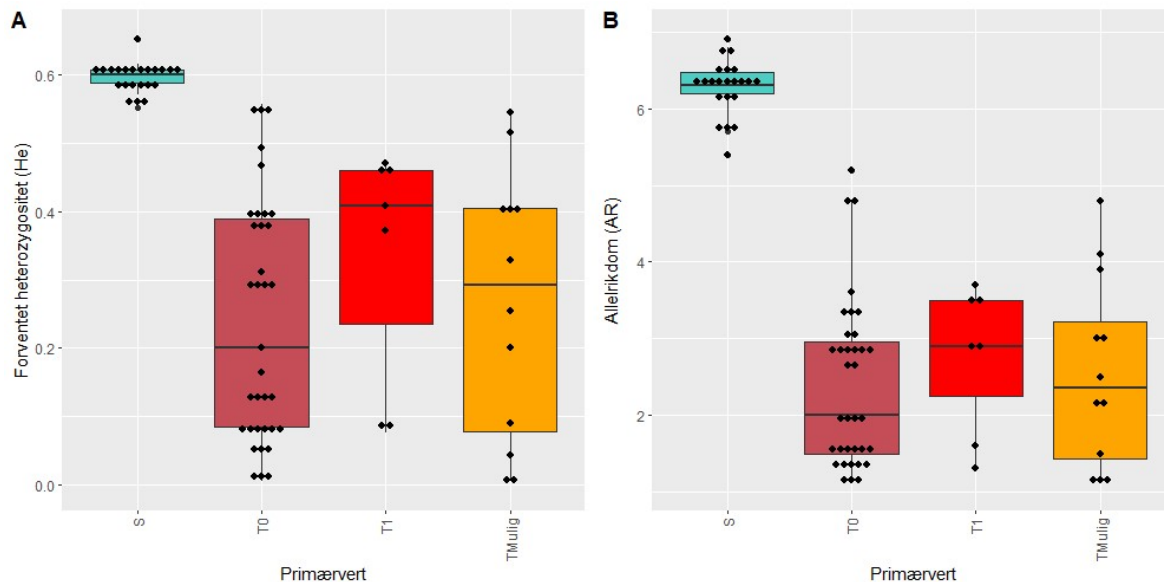 A
Forventet heterozygositet (He)
0.6
0.4
0.2
0.0
S
T0
T1
TMulig
Primærvert
B
Allelrikdom (AR)
6
4
2
S
T0
T1
TMulig
Primærvert